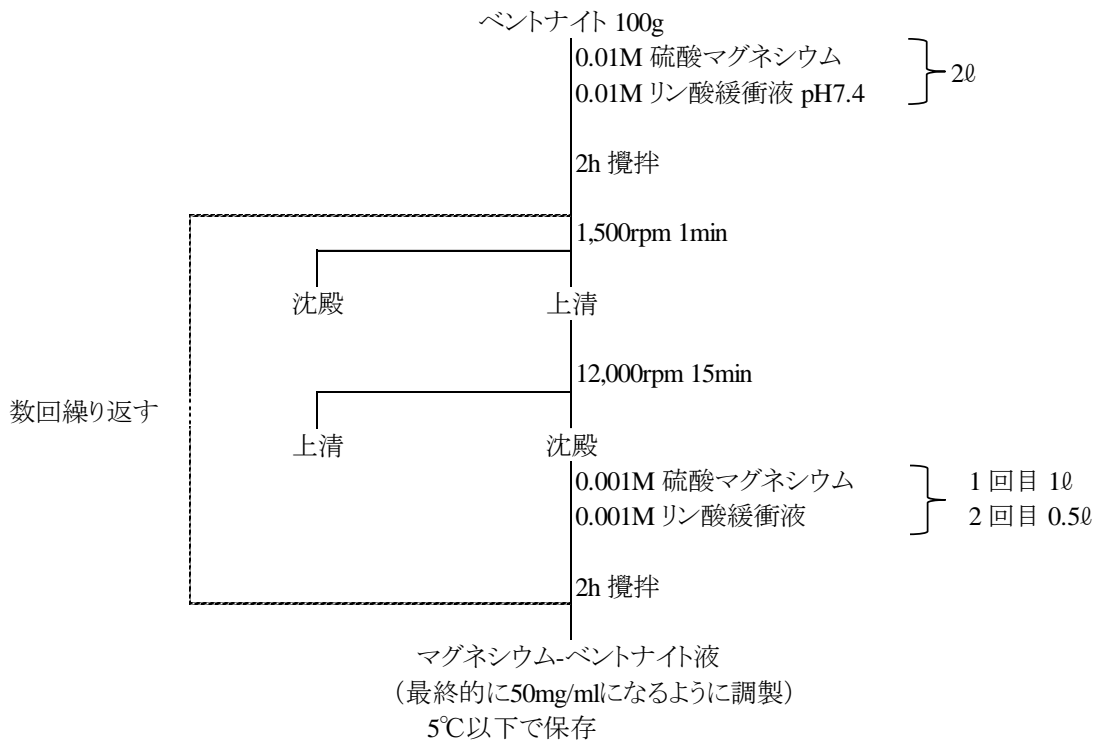 ベントナイト 100g
0.01M 硫酸マグネシウム
0.01M リン酸緩衝液 pH7.4
2ℓ
2h 攪拌
1,500rpm 1min
沈殿
上清
12,000rpm 15min
数回繰り返す
上清
沈殿
0.001M 硫酸マグネシウム
0.001M リン酸緩衝液
1 回目 1ℓ
2 回目 0.5ℓ
2h 攪拌
マグネシウム-ベントナイト液
（最終的に50mg/mlになるように調製）
5℃以下で保存